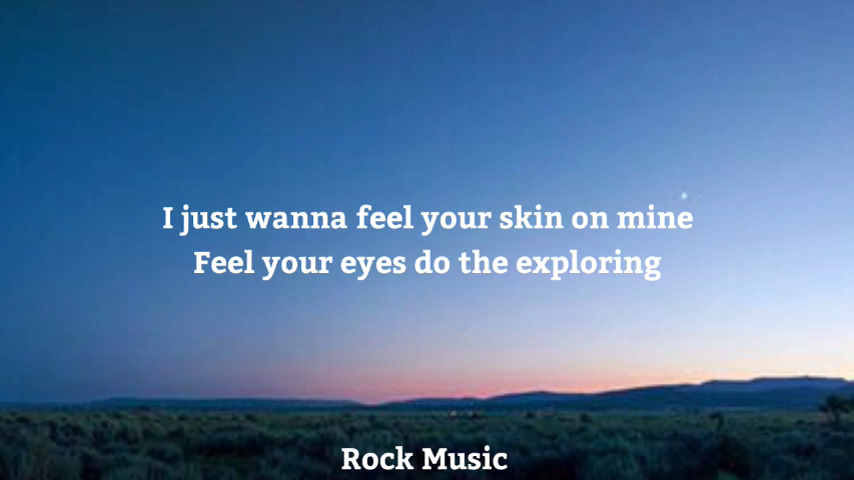 I just wanna feel your skin on mine
Feel your eyes do the exploring
Rock Music